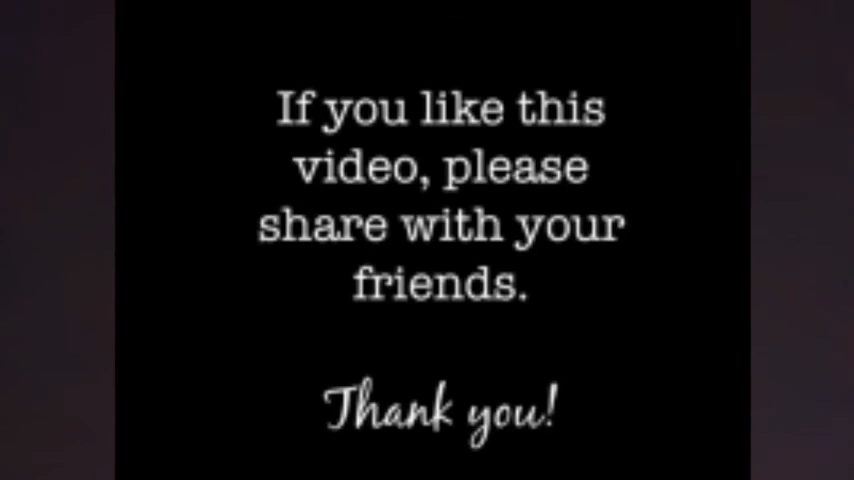 If you like this
video, please
share with your
friends.
Thank you!